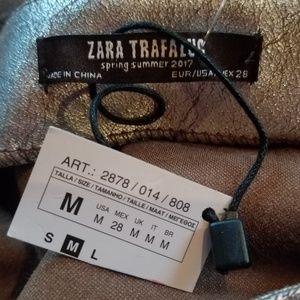 ZARA TRAFALUC
spring summer 2017
MADE IN CHINA
EUR/USA/MEX 28
ART.: 2878 / 014 / 808
TALLA / SIZE / TAMANHO / TAILLE / MAAT / ΜΕΓΕΘΟΣ
M
USA MEX UK IT BR
M 28 M M M
S M L